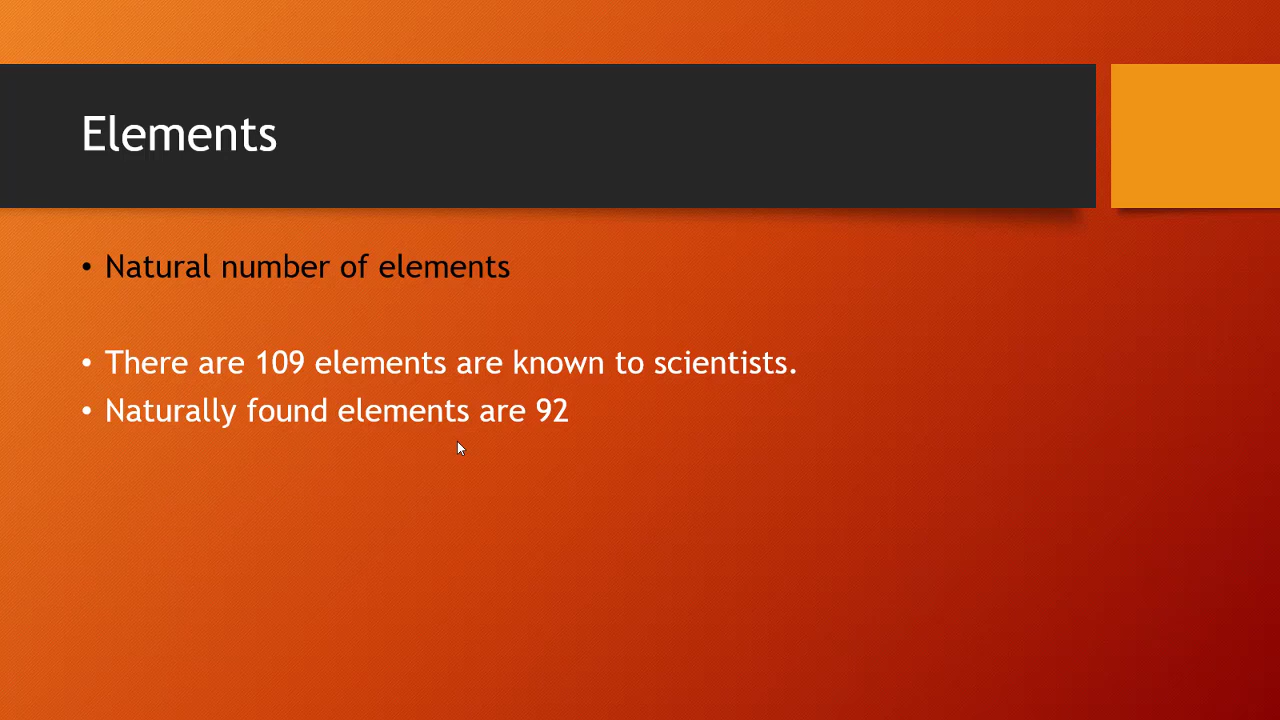 Elements
• Natural number of elements
• There are 109 elements are known to scientists.
• Naturally found elements are 92